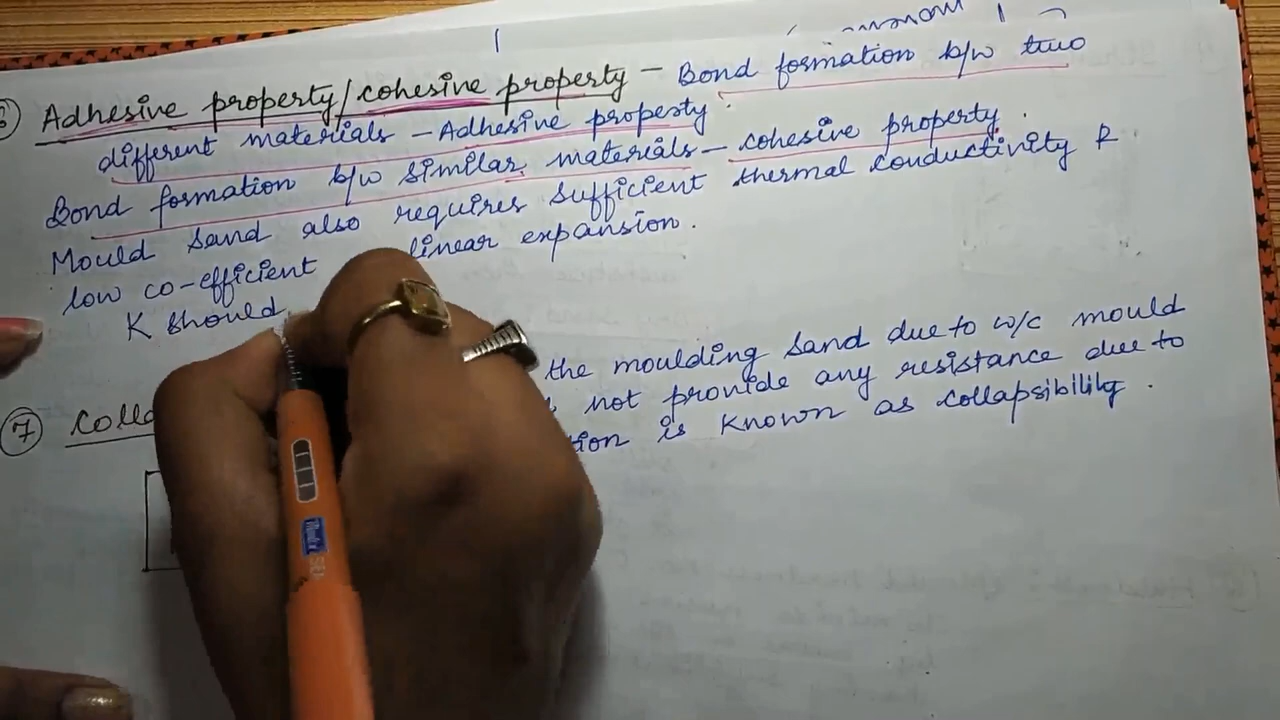 6 Adhesive property/cohesive property - Bond formation b/w two
different materials - Adhesive property.
Bond formation b/w similar materials - cohesive property.
Mould sand also requires sufficient thermal conductivity &
low co-efficient linear expansion.
K should
7 Colla the moulding sand due to w/c mould
not provide any resistance due to
tion is known as collapsibility.